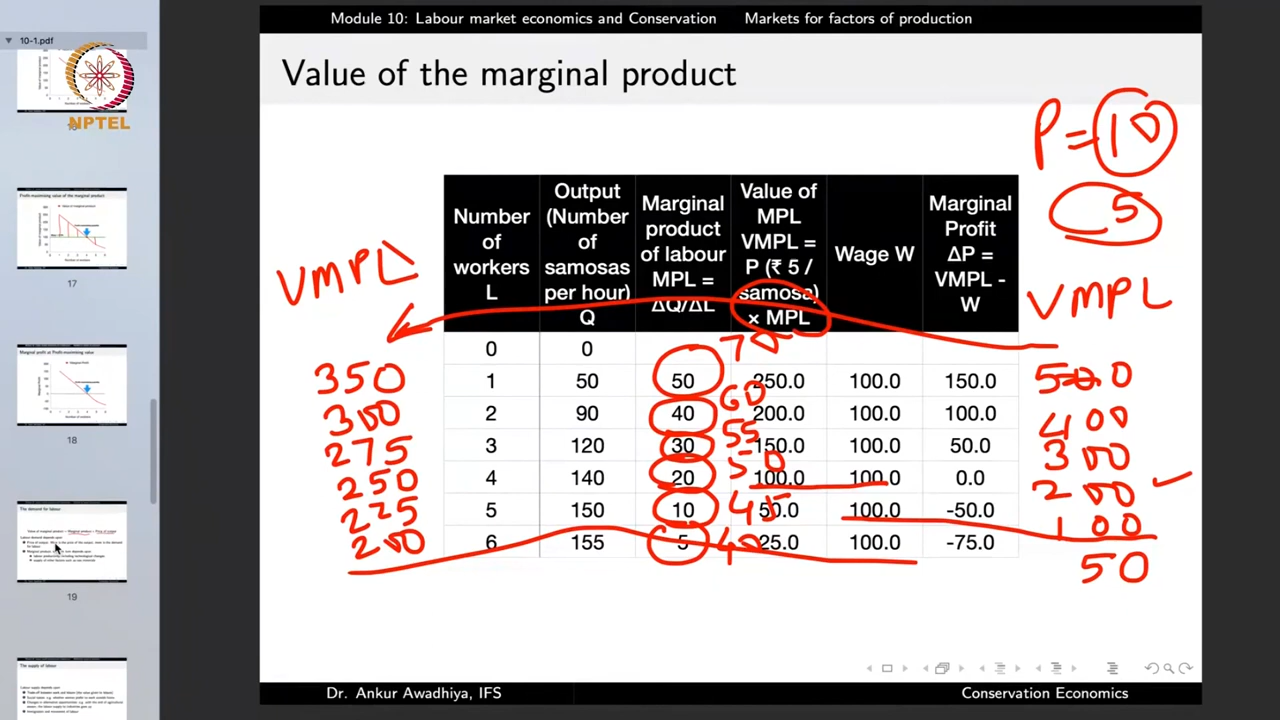 Module 10: Labour market economics and Conservation Markets for factors of production
10-1.pdf
NPTEL
17
18
19
Value of the marginal product
P = 10
5
VMPL
VMPL
Number of workers L
Output (Number of samosas per hour) Q
Marginal product of labour MPL = ΔQ/ΔL
Value of MPL VMPL = P (₹ 5 / samosa) × MPL
Wage W
Marginal Profit ΔP = VMPL - W
0 0
350 1 50 50 70 250.0 100.0 150.0 500
300 2 90 40 60 200.0 100.0 100.0 400
275 3 120 30 55 150.0 100.0 50.0 300
250 4 140 20 50 100.0 100.0 0.0 200
225 5 150 10 45 50.0 100.0 -50.0 100
200 6 155 5 40 25.0 100.0 -75.0 50
Dr. Ankur Awadhiya, IFS Conservation Economics